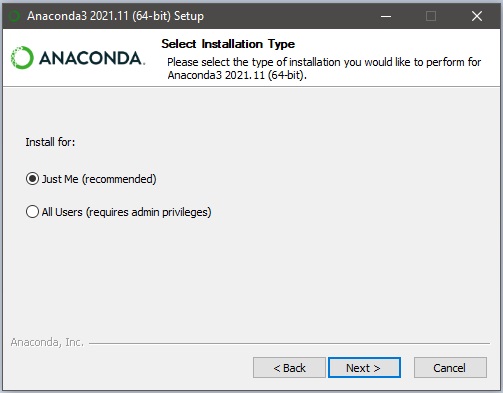 Anaconda3 2021.11 (64-bit) Setup
ANACONDA.
Select Installation Type
Please select the type of installation you would like to perform for
Anaconda3 2021.11 (64-bit).
Install for:
Just Me (recommended)
All Users (requires admin privileges)
Anaconda, Inc.
< Back Next > Cancel